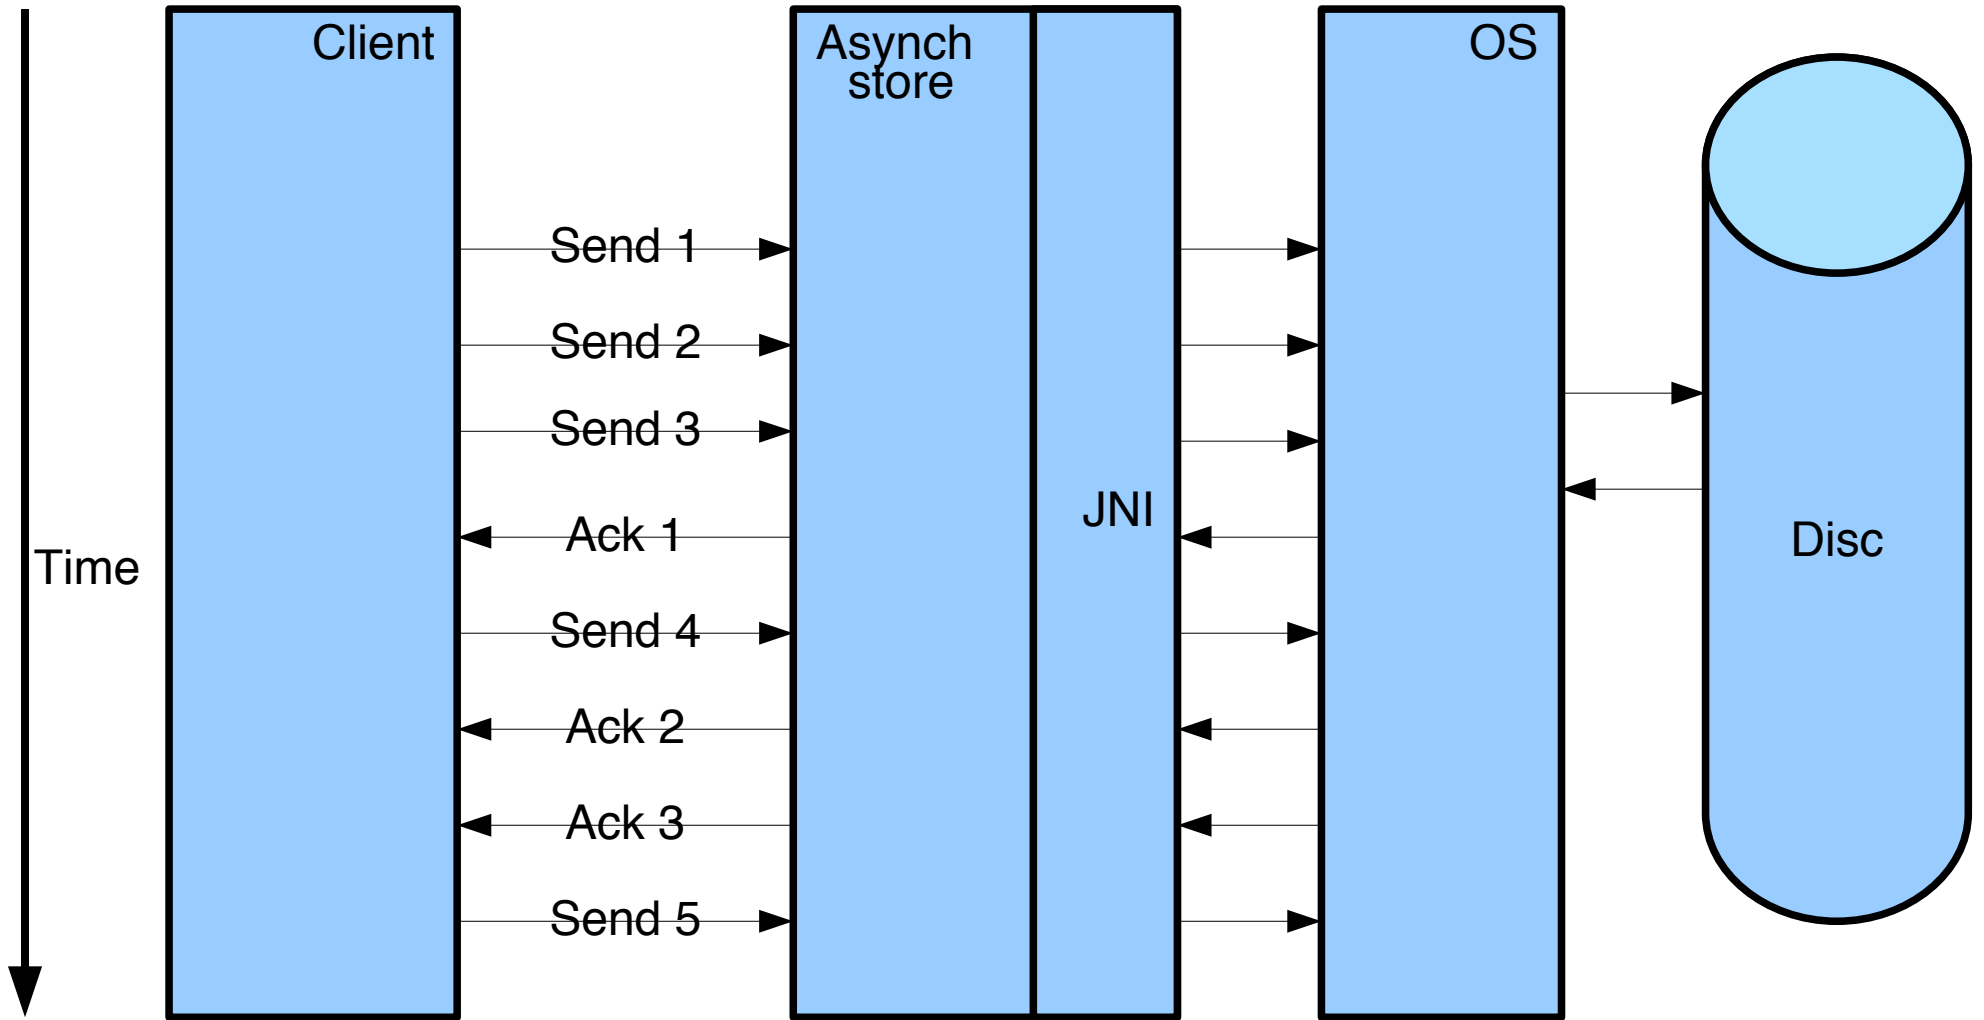 Client
Asynch
store
OS
Send 1
Send 2
Send 3
JNI
Ack 1
Disc
Time
Send 4
Ack 2
Ack 3
Send 5